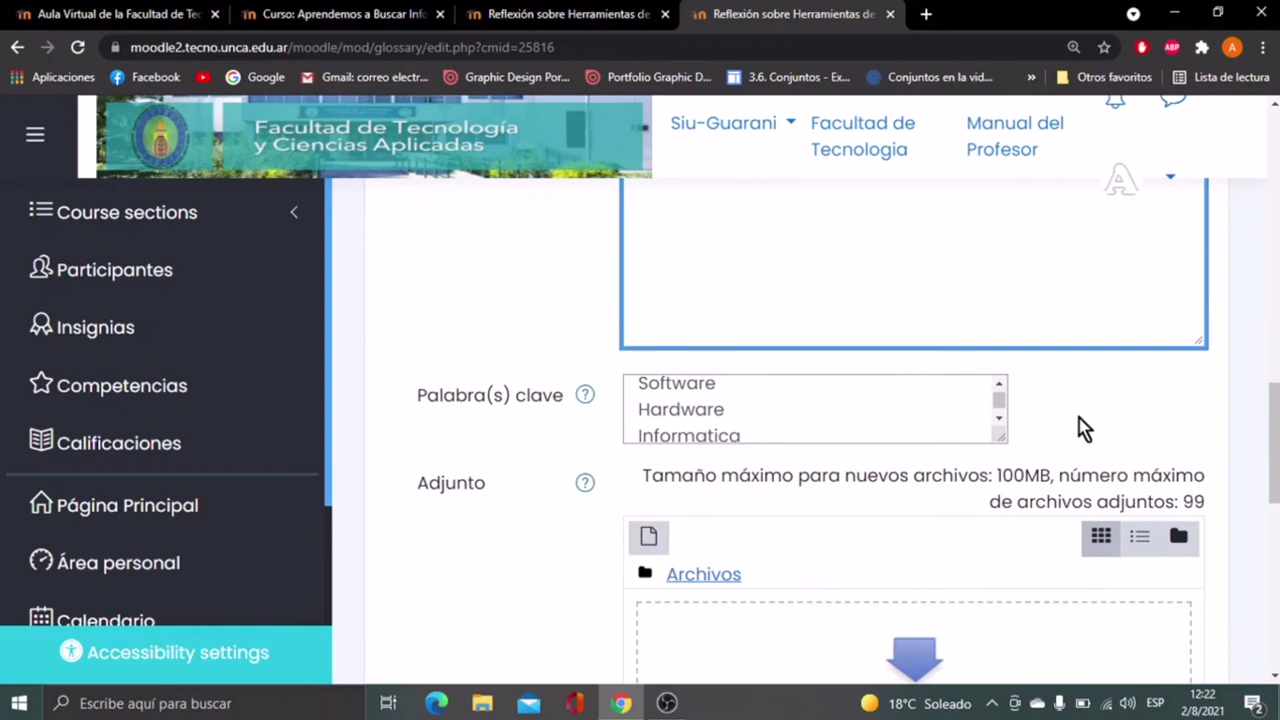 Aula Virtual de la Facultad de Tec
Curso: Aprendemos a Buscar Info
Reflexión sobre Herramientas de
Reflexión sobre Herramientas de
moodle2.tecno.unca.edu.ar/moodle/mod/glossary/edit.php?cmid=25816
ABP
A
Aplicaciones
Facebook
Google
Gmail: correo electr...
Graphic Design Por...
Portfolio Graphic D...
3.6. Conjuntos - Ex...
Conjuntos en la vid...
»
Otros favoritos
Lista de lectura
Facultad de Tecnología
y Ciencias Aplicadas
Siu-Guarani
Facultad de
Tecnologia
Manual del
Profesor
A
Course sections
Participantes
Insignias
Competencias
Calificaciones
Página Principal
Área personal
Calendario
Accessibility settings
Palabra(s) clave
Software
Hardware
Informatica
Adjunto
Tamaño máximo para nuevos archivos: 100MB, número máximo
de archivos adjuntos: 99
Archivos
Escribe aquí para buscar
18°C Soleado
ESP
12:22
2/8/2021
2